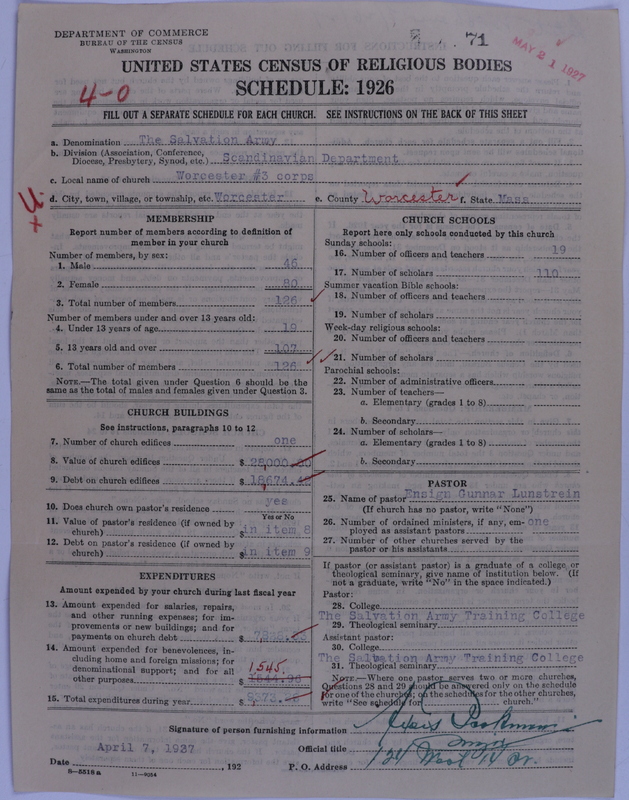 DEPARTMENT OF COMMERCE
BUREAU OF THE CENSUS
WASHINGTON
71
MAY 21 1927
UNITED STATES CENSUS OF RELIGIOUS BODIES
SCHEDULE: 1926
4-0
FILL OUT A SEPARATE SCHEDULE FOR EACH CHURCH. SEE INSTRUCTIONS ON THE BACK OF THIS SHEET
a. Denomination The Salvation Army
b. Division (Association, Conference, Diocese, Presbytery, Synod, etc.) Scandinavian Department
c. Local name of church Worcester #3 corps
d. City, town, village, or township, etc. Worcester e. County Worcester f. State Mass
MEMBERSHIP
Report number of members according to definition of
member in your church
Number of members, by sex:
1. Male 46
2. Female 80
3. Total number of members 126
Number of members under and over 13 years old:
4. Under 13 years of age 19
5. 13 years old and over 107
6. Total number of members 126
NOTE.—The total given under Question 6 should be the
same as the total of males and females given under Question 3.
CHURCH BUILDINGS
See instructions, paragraphs 10 to 12
7. Number of church edifices one
8. Value of church edifices $ 28000
9. Debt on church edifices $ 18674
10. Does church own pastor's residence yes
Yes or No
11. Value of pastor's residence (if owned by
church) $ in item 8
12. Debt on pastor's residence (if owned by
church) $ in item 9
EXPENDITURES
Amount expended by your church during last fiscal year
13. Amount expended for salaries, repairs,
and other running expenses; for im-
provements or new buildings; and for
payments on church debt $
14. Amount expended for benevolences, in-
cluding home and foreign missions; for
denominational support; and for all
other purposes $ 1,545
15. Total expenditures during year $
CHURCH SCHOOLS
Report here only schools conducted by this church
Sunday schools:
16. Number of officers and teachers 19
17. Number of scholars 110
Summer vacation Bible schools:
18. Number of officers and teachers
19. Number of scholars
Week-day religious schools:
20. Number of officers and teachers
21. Number of scholars
Parochial schools:
22. Number of administrative officers
23. Number of teachers—
a. Elementary (grades 1 to 8)
b. Secondary
24. Number of scholars—
a. Elementary (grades 1 to 8)
b. Secondary
PASTOR
25. Name of pastor Ensign Gunnar Lunstrein
(If church has no pastor, write "None")
26. Number of ordained ministers, if any, em-
ployed as assistant pastors one
27. Number of other churches served by the
pastor or his assistants
If pastor (or assistant pastor) is a graduate of a college or
theological seminary, give name of institution below. (If
not a graduate, write "No" in the space indicated.)
Pastor:
28. College
The Salvation Army Training College
29. Theological seminary
Assistant pastor:
30. College
The Salvation Army Training College
31. Theological seminary
NOTE.—Where one pastor serves two or more churches,
Questions 28 and 29 should be answered only on the schedule
for one of the churches; on the schedules for the other churches,
write "See schedule for church."
Signature of person furnishing information
April 7, 1937
Official title
Date , 192
P. O. Address
8-5518 a
11-9054